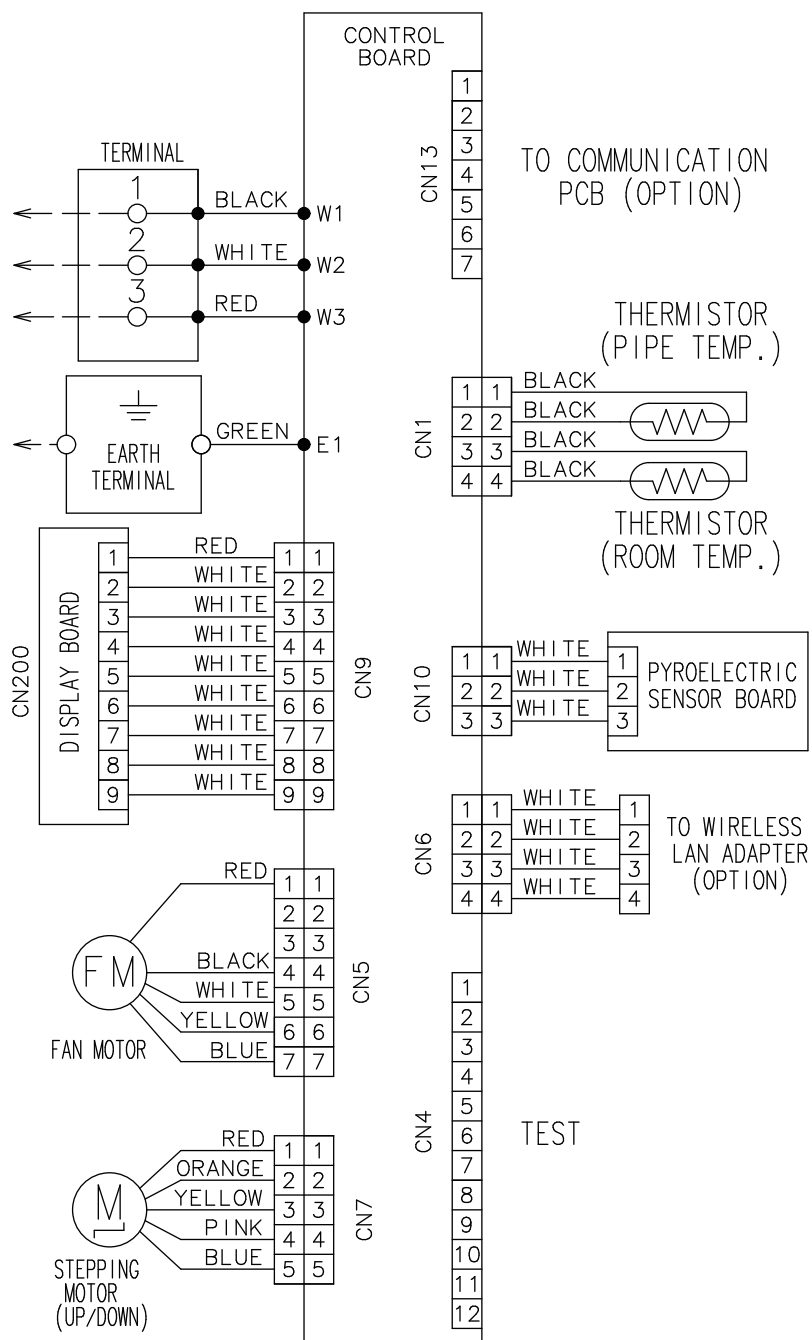 CONTROL
BOARD
1
2
3
4
5
6
7
CN13
TO COMMUNICATION
PCB (OPTION)
TERMINAL
1 BLACK W1
2 WHITE W2
3 RED W3
THERMISTOR
(PIPE TEMP.)
CN1
1 1 BLACK
2 2 BLACK
3 3 BLACK
4 4 BLACK
THERMISTOR
(ROOM TEMP.)
GREEN E1
EARTH
TERMINAL
CN200
DISPLAY BOARD
1 RED 1 1
2 WHITE 2 2
3 WHITE 3 3
4 WHITE 4 4
5 WHITE 5 5
6 WHITE 6 6
7 WHITE 7 7
8 WHITE 8 8
9 WHITE 9 9
CN9
CN10
1 1 WHITE 1
2 2 WHITE 2
3 3 WHITE 3
PYROELECTRIC
SENSOR BOARD
CN6
1 1 WHITE 1
2 2 WHITE 2
3 3 WHITE 3
4 4 WHITE 4
TO WIRELESS
LAN ADAPTER
(OPTION)
RED 1 1
2 2
3 3
BLACK 4 4
WHITE 5 5
YELLOW 6 6
BLUE 7 7
CN5
FM
FAN MOTOR
CN4
1
2
3
4
5
6
7
8
9
10
11
12
TEST
RED 1 1
ORANGE 2 2
YELLOW 3 3
PINK 4 4
BLUE 5 5
CN7
M
STEPPING
MOTOR
(UP/DOWN)